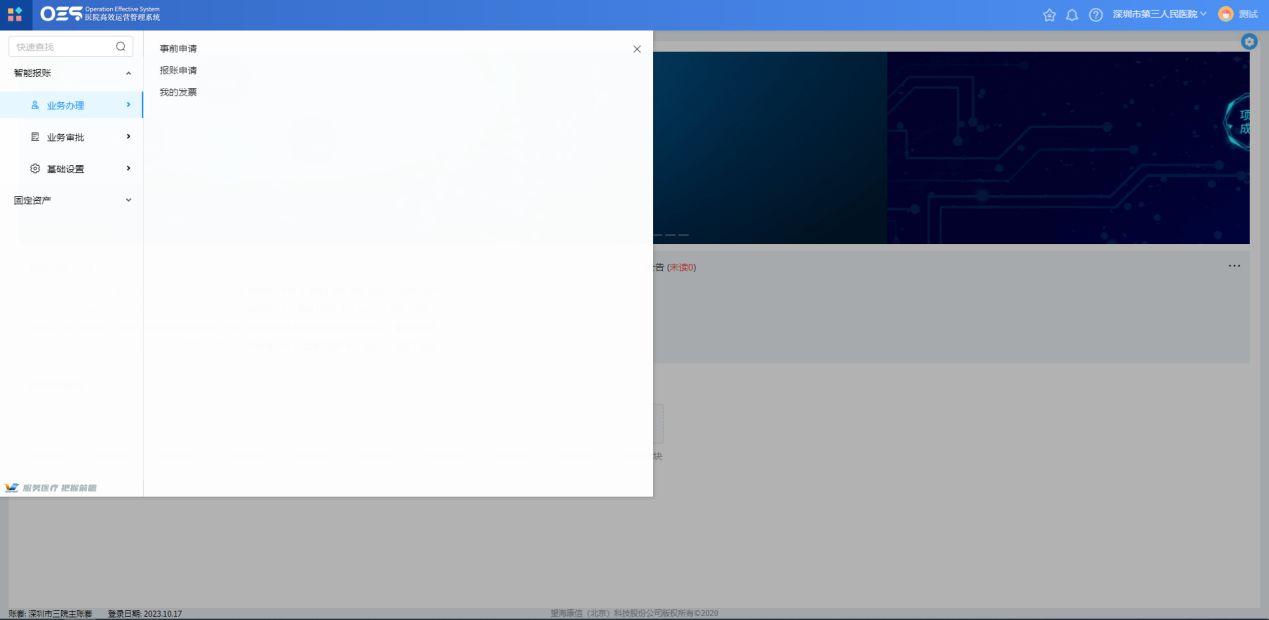 OES Operation Effective System
医院高效运营管理系统
深圳市第三人民医院
测试
快速查找
事前申请
智能报账
报账申请
我的发票
业务办理
业务审批
基础设置
固定资产
项
成
告 (未读0)
块
服务医疗 把握前瞻
账套: 深圳市三院主账套 登录日期: 2023.10.17
望海康信（北京）科技股份公司版权所有©2020